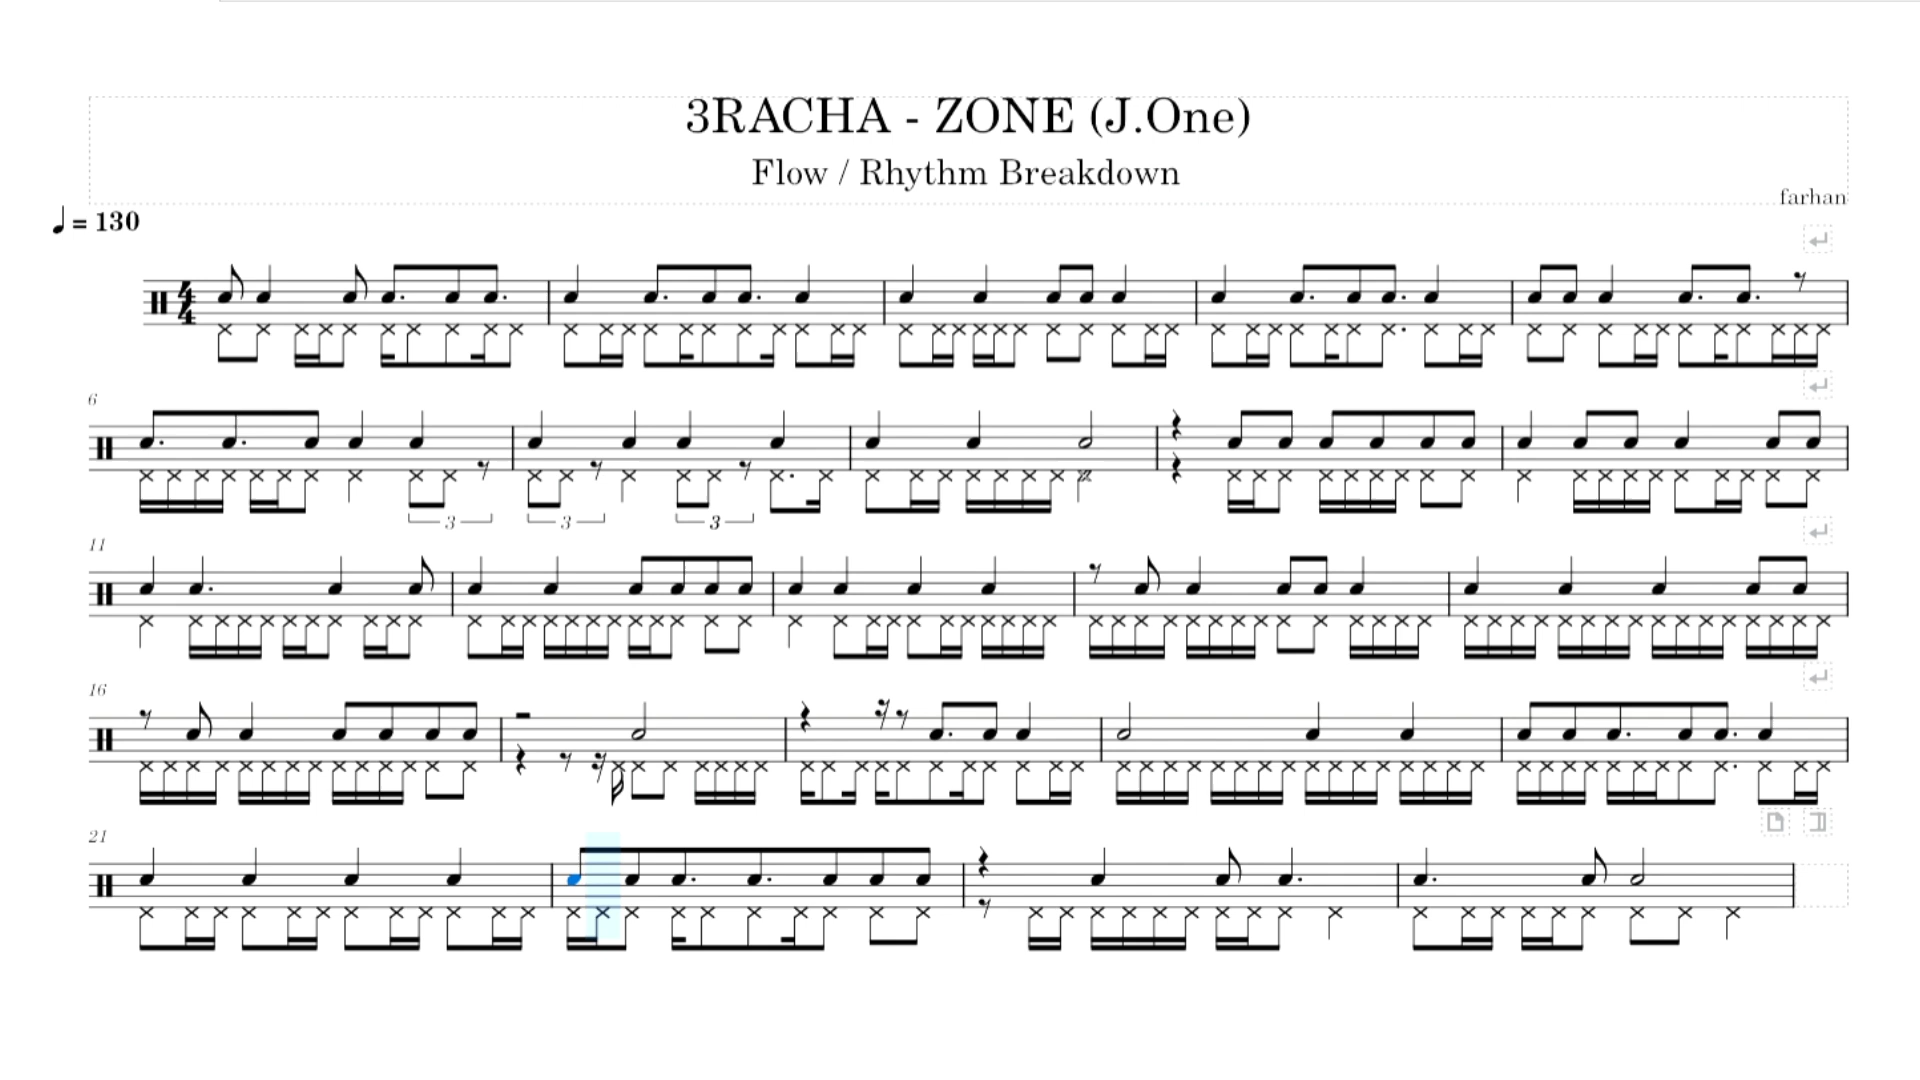 3RACHA - ZONE (J.One)
Flow / Rhythm Breakdown
farhan
♩ = 130
4
4
6
3
3
3
11
16
21